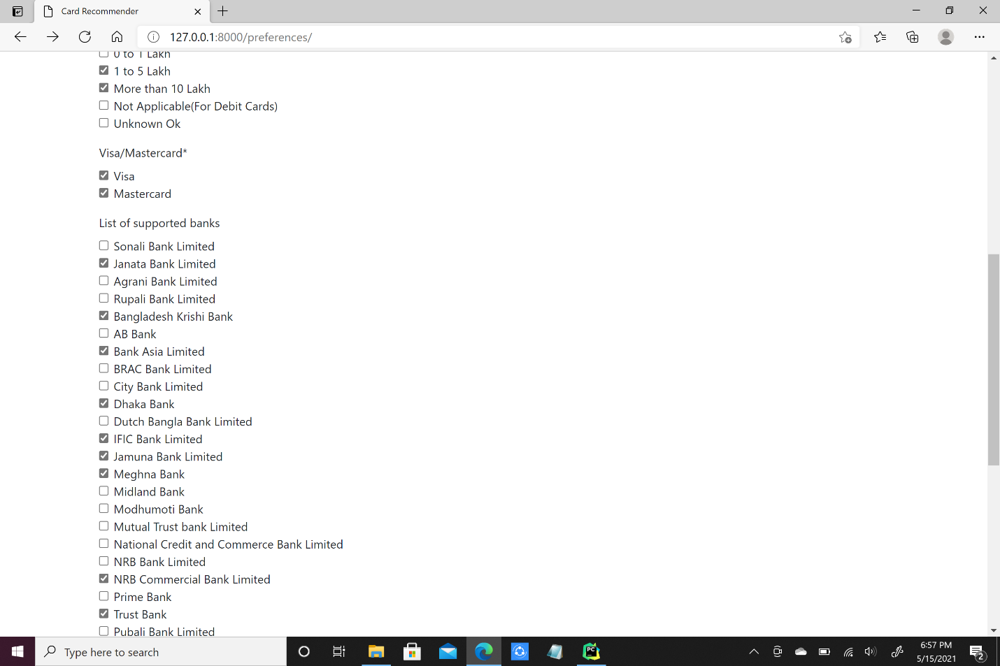 Card Recommender
127.0.0.1:8000/preferences/
0 to 1 Lakh
1 to 5 Lakh
More than 10 Lakh
Not Applicable(For Debit Cards)
Unknown Ok
Visa/Mastercard*
Visa
Mastercard
List of supported banks
Sonali Bank Limited
Janata Bank Limited
Agrani Bank Limited
Rupali Bank Limited
Bangladesh Krishi Bank
AB Bank
Bank Asia Limited
BRAC Bank Limited
City Bank Limited
Dhaka Bank
Dutch Bangla Bank Limited
IFIC Bank Limited
Jamuna Bank Limited
Meghna Bank
Midland Bank
Modhumoti Bank
Mutual Trust bank Limited
National Credit and Commerce Bank Limited
NRB Bank Limited
NRB Commercial Bank Limited
Prime Bank
Trust Bank
Pubali Bank Limited
Type here to search
PC
6:57 PM
5/15/2021
2